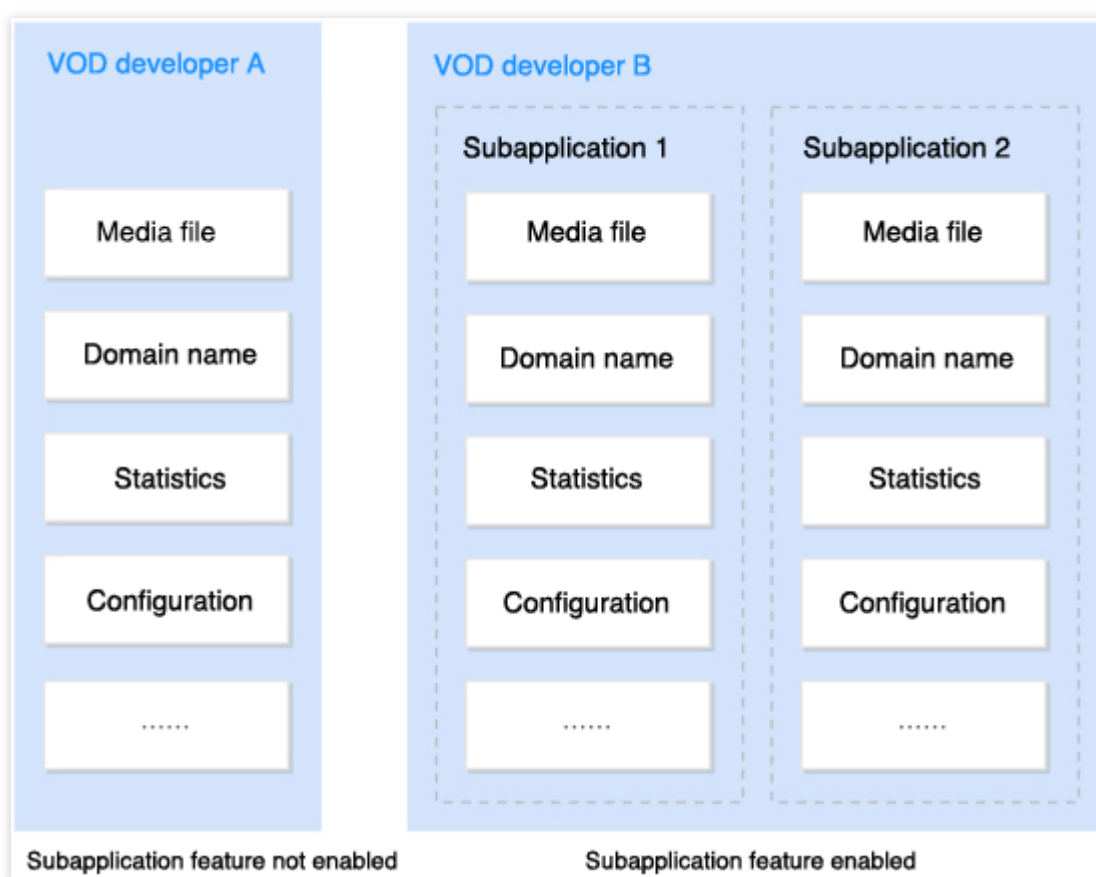 VOD developer A
Media file
Domain name
Statistics
Configuration
......
Subapplication feature not enabled
VOD developer B
Subapplication 1
Media file
Domain name
Statistics
Configuration
......
Subapplication 2
Media file
Domain name
Statistics
Configuration
......
Subapplication feature enabled